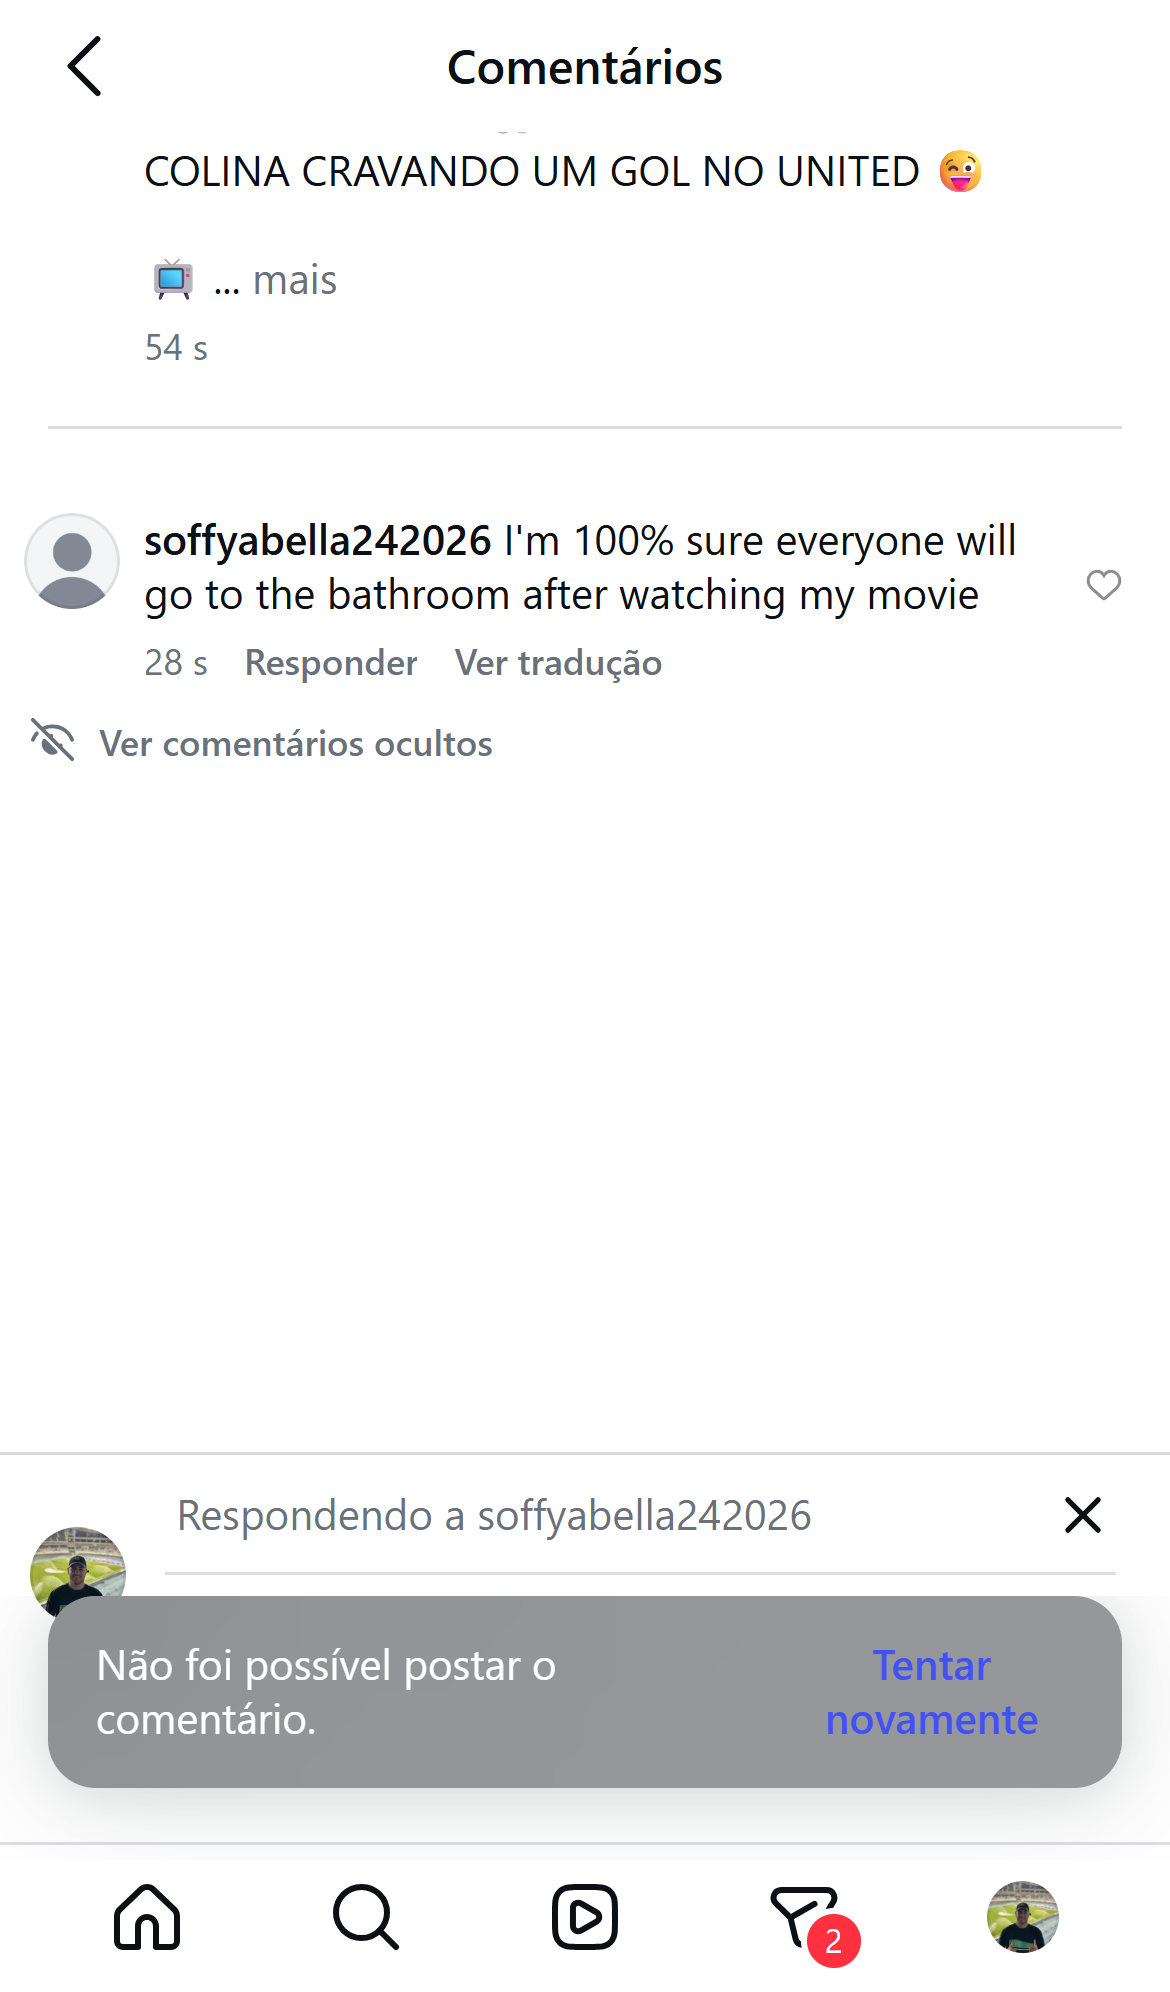 Comentários
COLINA CRAVANDO UM GOL NO UNITED 😜
📺 ... mais
54 s
soffyabella242026 I'm 100% sure everyone will
go to the bathroom after watching my movie
28 s Responder Ver tradução
Ver comentários ocultos
Respondendo a soffyabella242026
Não foi possível postar o
comentário.
Tentar
novamente
2